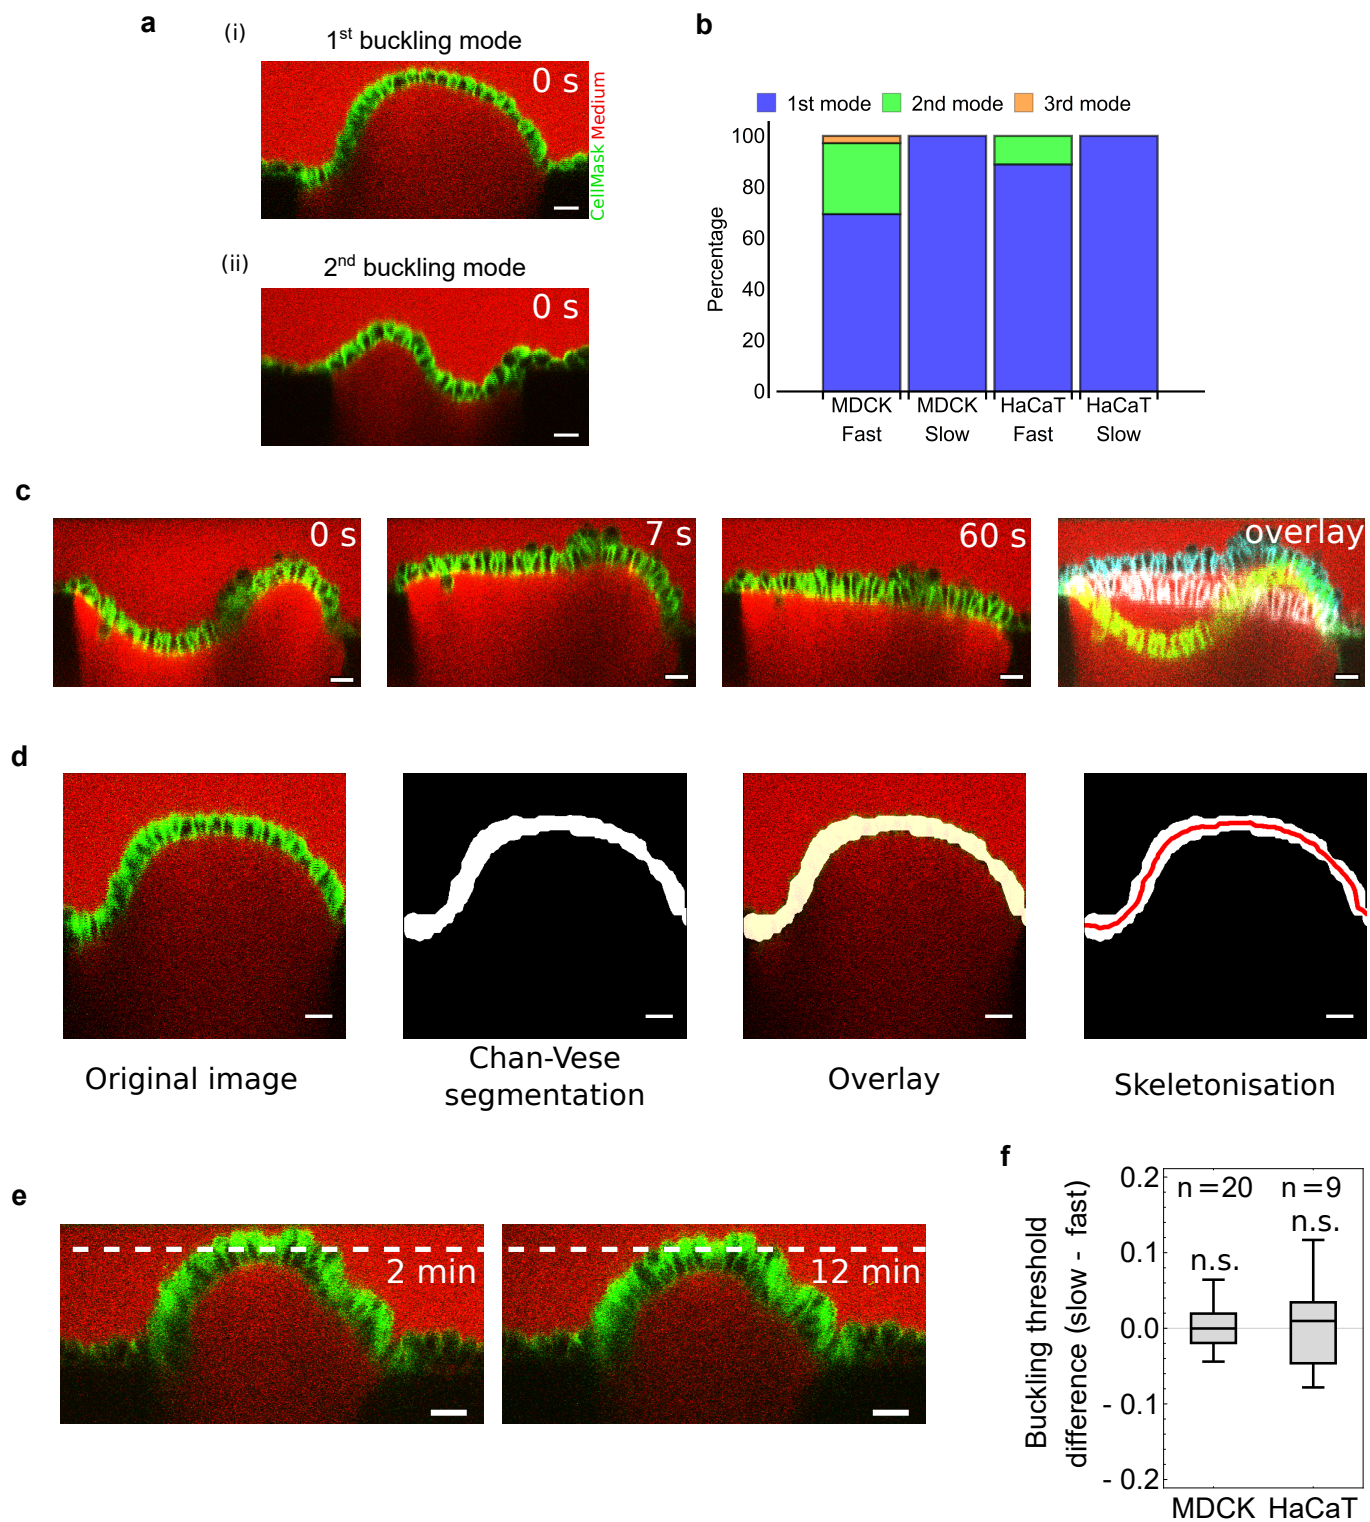 a
(i)
1st buckling mode
0 s
CellMask Medium
(ii)
2nd buckling mode
0 s
b
1st mode 2nd mode 3rd mode
Percentage
100
80
60
40
20
0
MDCK MDCK HaCaT HaCaT
Fast Slow Fast Slow
c
0 s
7 s
60 s
overlay
d
Original image
Chan-Vese
segmentation
Overlay
Skeletonisation
e
2 min
12 min
f
Buckling threshold
difference (slow - fast)
0.2
0.1
0.0
- 0.1
- 0.2
n=20 n=9
n.s. n.s.
MDCK HaCaT